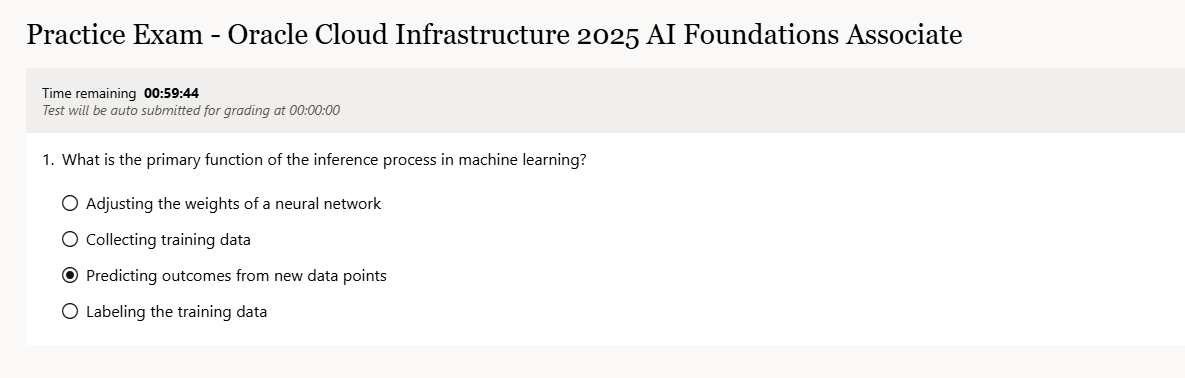 Practice Exam - Oracle Cloud Infrastructure 2025 AI Foundations Associate
Time remaining 00:59:44
Test will be auto submitted for grading at 00:00:00
1. What is the primary function of the inference process in machine learning?
Adjusting the weights of a neural network
Collecting training data
Predicting outcomes from new data points
Labeling the training data